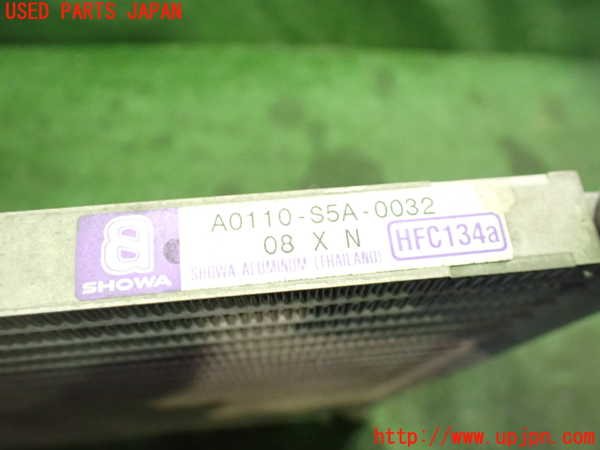 USED PARTS JAPAN
A0110-S5A-0032
08 X N
HFC134a
SHOWA
SHOWA ALUMINUM (THAILAND)
http://www.upjpn.com/